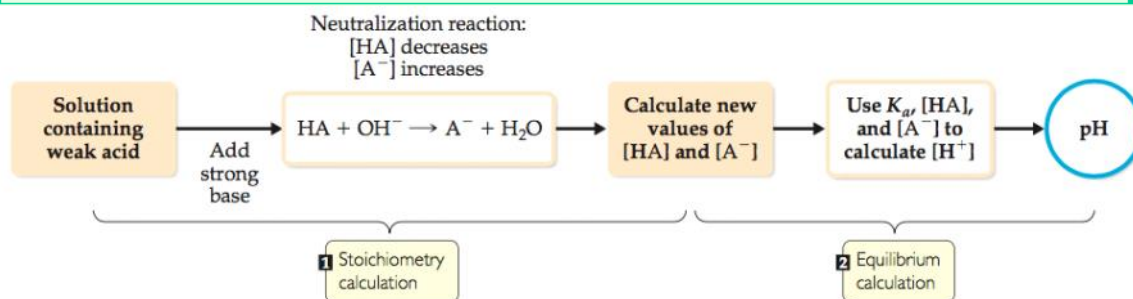 Neutralization reaction:
[HA] decreases
[A⁻] increases
Solution
containing
weak acid
Add
strong
base
HA + OH⁻ ⟶ A⁻ + H₂O
Calculate new
values of
[HA] and [A⁻]
Use Kₐ, [HA],
and [A⁻] to
calculate [H⁺]
pH
1 Stoichiometry
calculation
2 Equilibrium
calculation